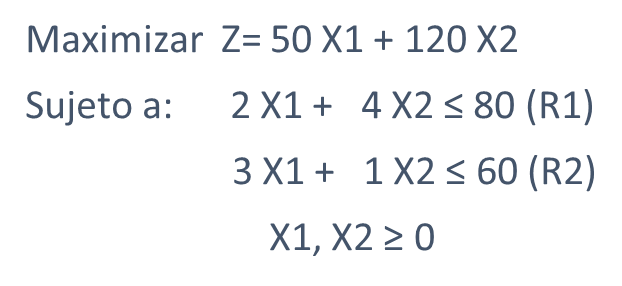 Maximizar Z= 50 X1 + 120 X2
Sujeto a: 2 X1 + 4 X2 ≤ 80 (R1)
3 X1 + 1 X2 ≤ 60 (R2)
X1, X2 ≥ 0